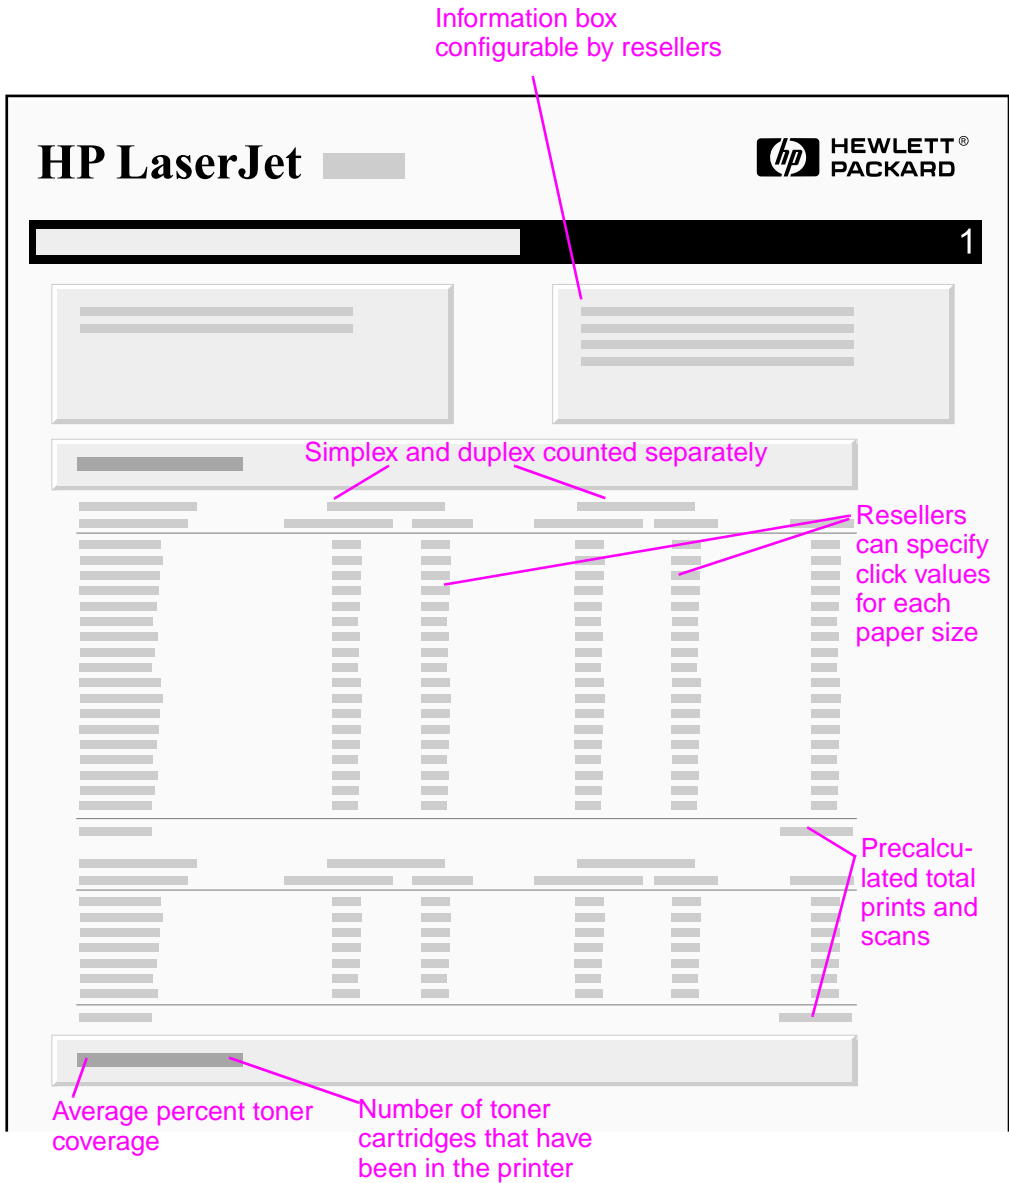 Information box
configurable by resellers
HP LaserJet
hp HEWLETT®
PACKARD
1
Simplex and duplex counted separately
Resellers
can specify
click values
for each
paper size
Precalcu-
lated total
prints and
scans
Average percent toner
coverage
Number of toner
cartridges that have
been in the printer